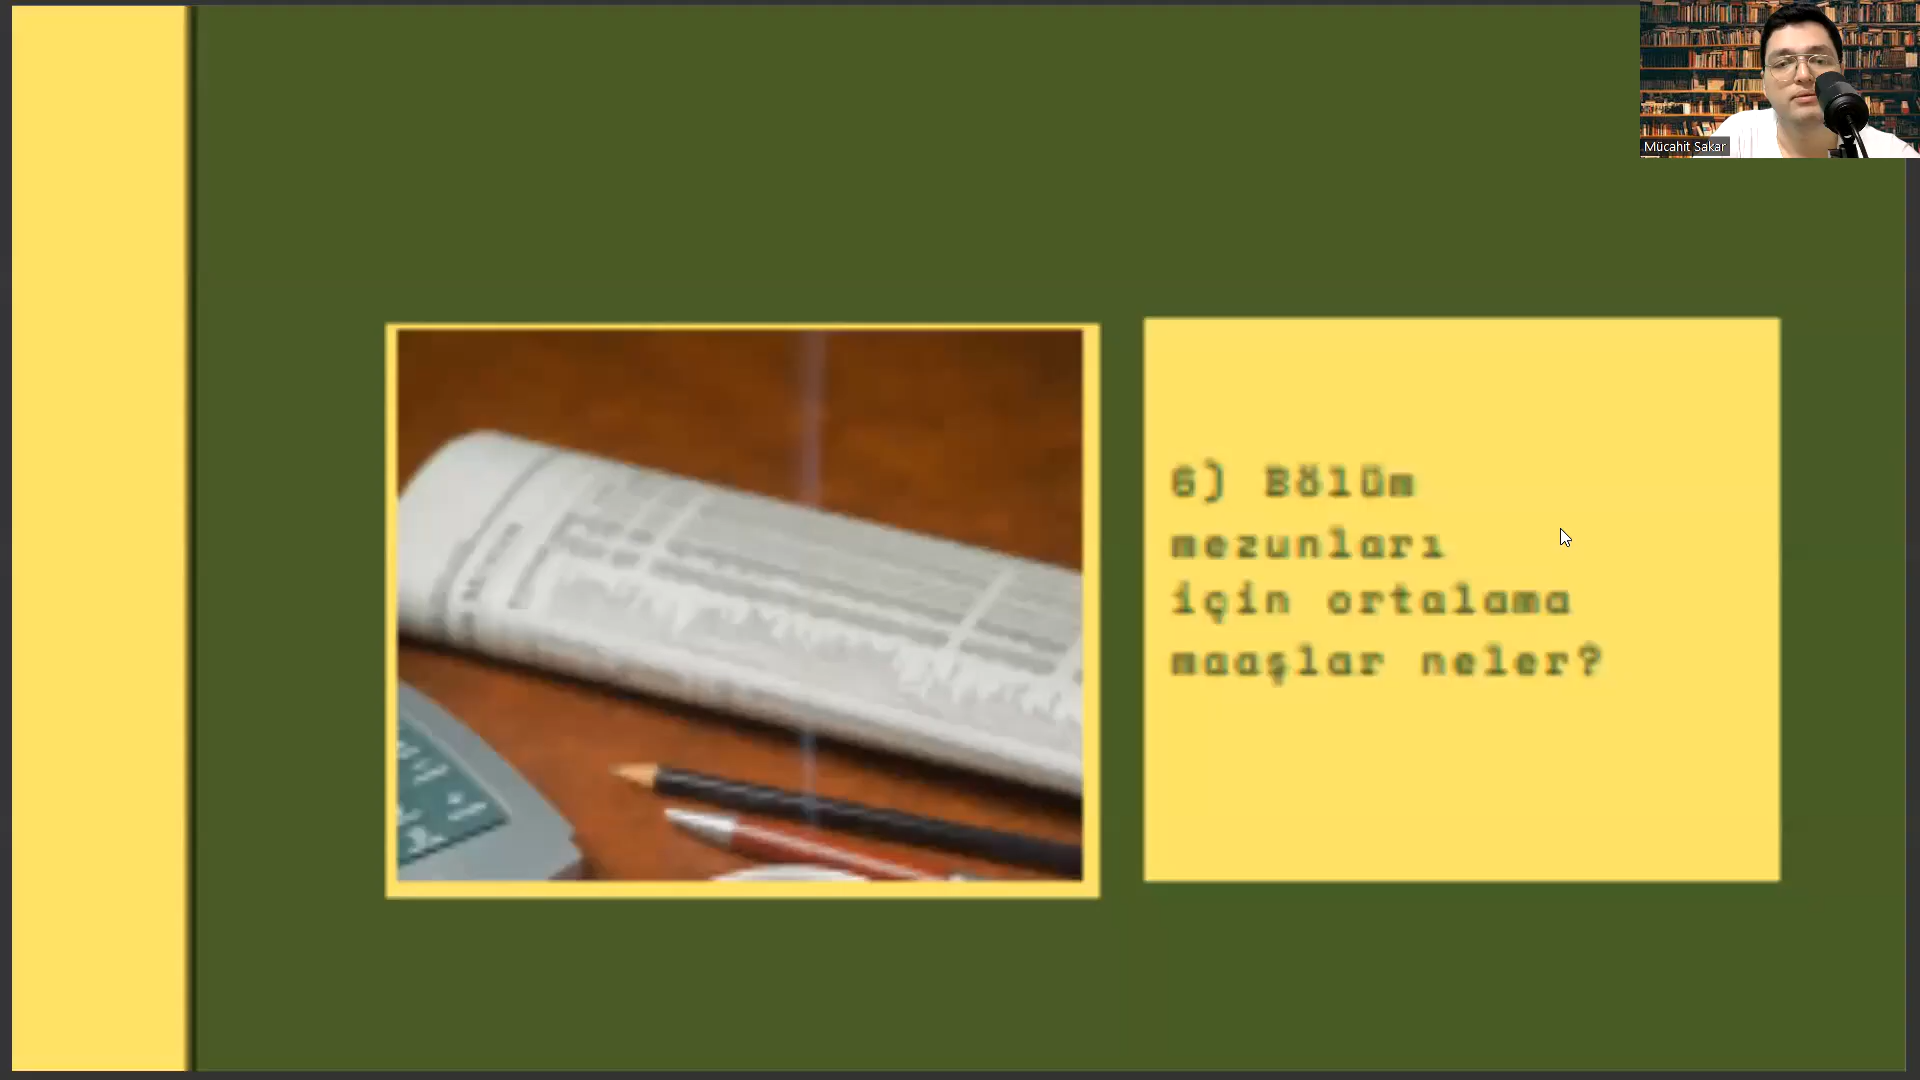 Mücahit Sakar
6) Bölüm
mezunları
için ortalama
maaşlar neler?